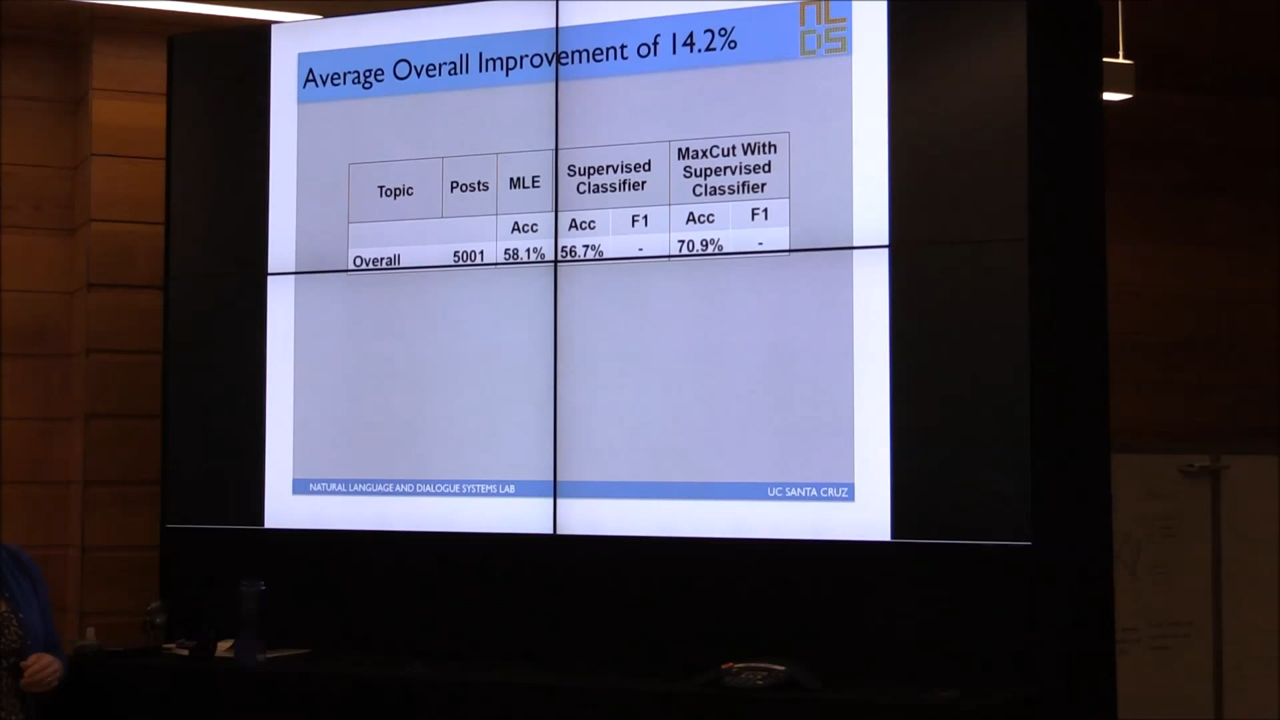 Average Overall Improvement of 14.2%
NL
DS
Topic Posts MLE Supervised Classifier MaxCut With Supervised Classifier
Acc Acc F1 Acc F1
Overall 5001 58.1% 56.7% - 70.9% -
NATURAL LANGUAGE AND DIALOGUE SYSTEMS LAB UC SANTA CRUZ